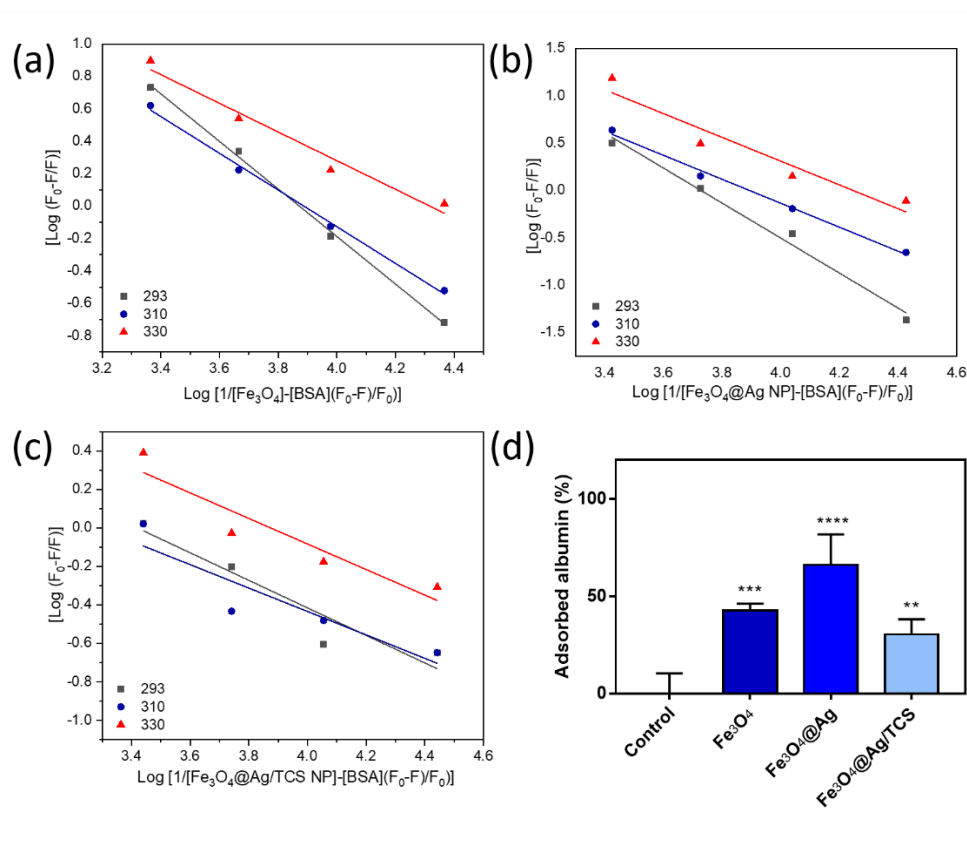 (a)
[Log (F₀-F/F)]
1.0
0.8
0.6
0.4
0.2
0.0
-0.2
-0.4
-0.6
-0.8
293
310
330
3.2 3.4 3.6 3.8 4.0 4.2 4.4
Log [1/[Fe₃O₄]-[BSA](F₀-F)/F₀)]
(b)
[Log (F₀-F/F)]
1.5
1.0
0.5
0.0
-0.5
-1.0
-1.5
293
310
330
3.4 3.6 3.8 4.0 4.2 4.4 4.6
Log [1/[Fe₃O₄@Ag NP]-[BSA](F₀-F)/F₀)]
(c)
[Log (F₀-F/F)]
0.4
0.2
0.0
-0.2
-0.4
-0.6
-0.8
-1.0
293
310
330
3.4 3.6 3.8 4.0 4.2 4.4 4.6
Log [1/[Fe₃O₄@Ag/TCS NP]-[BSA](F₀-F)/F₀)]
(d)
Adsorbed albumin (%)
100
50
0
***
****
**
Control
Fe³O⁴
Fe³O⁴@Ag
Fe³O⁴@Ag/TCS